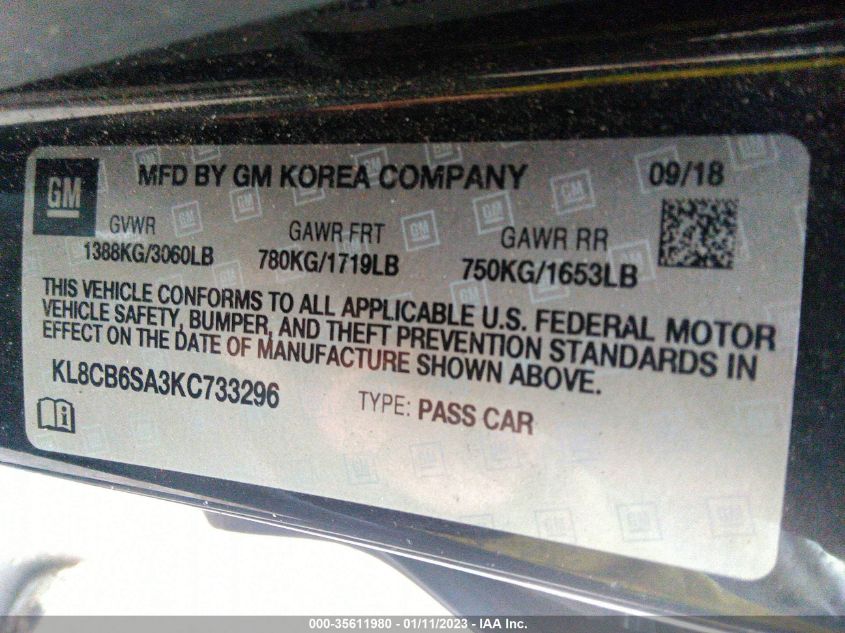 GM
MFD BY GM KOREA COMPANY
09/18
GVWR
1388KG/3060LB
GAWR FRT
780KG/1719LB
GAWR RR
750KG/1653LB
THIS VEHICLE CONFORMS TO ALL APPLICABLE U.S. FEDERAL MOTOR
VEHICLE SAFETY, BUMPER, AND THEFT PREVENTION STANDARDS IN
EFFECT ON THE DATE OF MANUFACTURE SHOWN ABOVE.
KL8CB6SA3KC733296
TYPE: PASS CAR
000-35611980 - 01/11/2023 - IAA Inc.